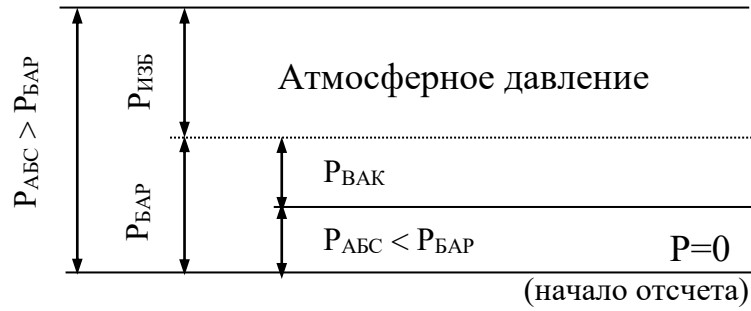 P_АБС > P_БАР
P_ИЗБ
P_БАР
Атмосферное давление
P_ВАК
P_АБС < P_БАР
P=0
(начало отсчета)